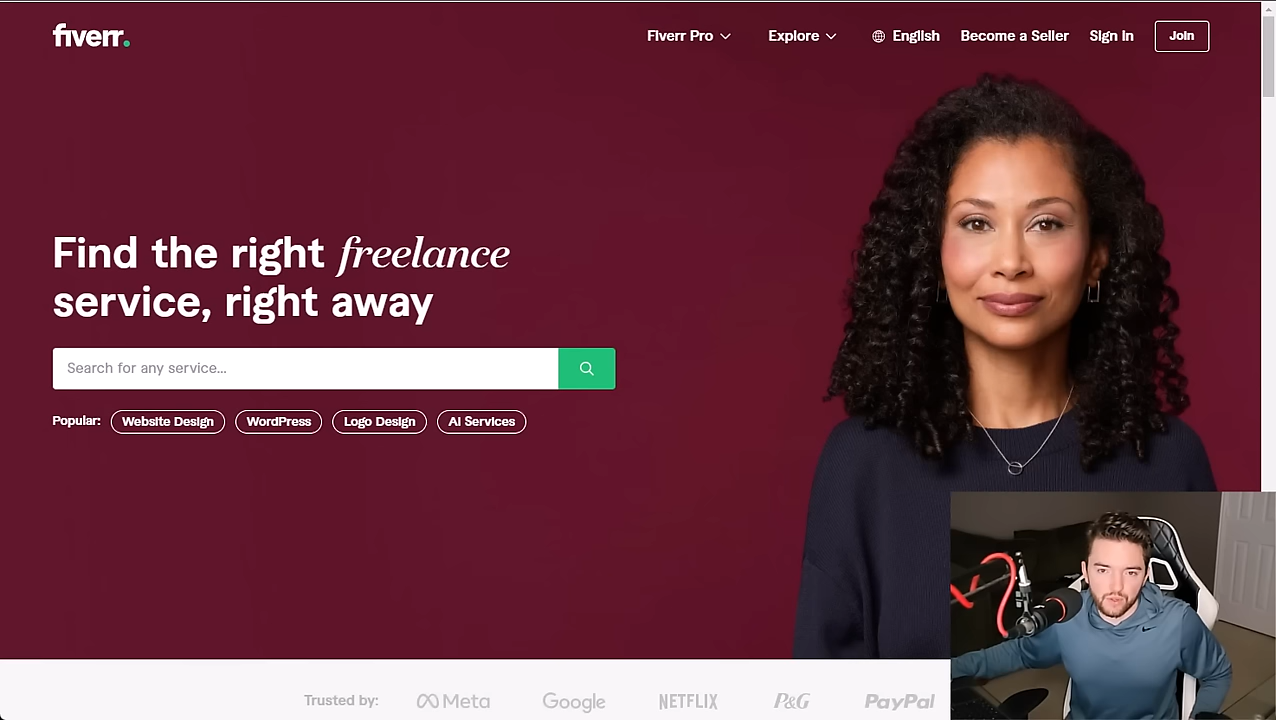 fiverr.
Fiverr Pro
Explore
English
Become a Seller
Sign in
Join
Find the right freelance
service, right away
Search for any service...
Popular:
Website Design
WordPress
Logo Design
AI Services
Trusted by:
Meta
Google
NETFLIX
P&G
PayPal